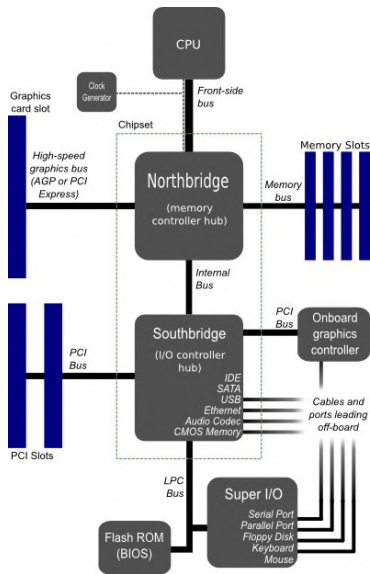 CPU
Clock
Generator
Graphics
card slot
Front-side
bus
Chipset
High-speed
graphics bus
(AGP or PCI
Express)
Northbridge
(memory
controller hub)
Memory
bus
Memory Slots
Internal
Bus
PCI
Bus
Southbridge
(I/O controller
hub)
PCI
Bus
Onboard
graphics
controller
IDE
SATA
USB
Ethernet
Audio Codec
CMOS Memory
Cables and
ports leading
off-board
PCI Slots
LPC
Bus
Super I/O
Serial Port
Parallel Port
Floppy Disk
Keyboard
Mouse
Flash ROM
(BIOS)